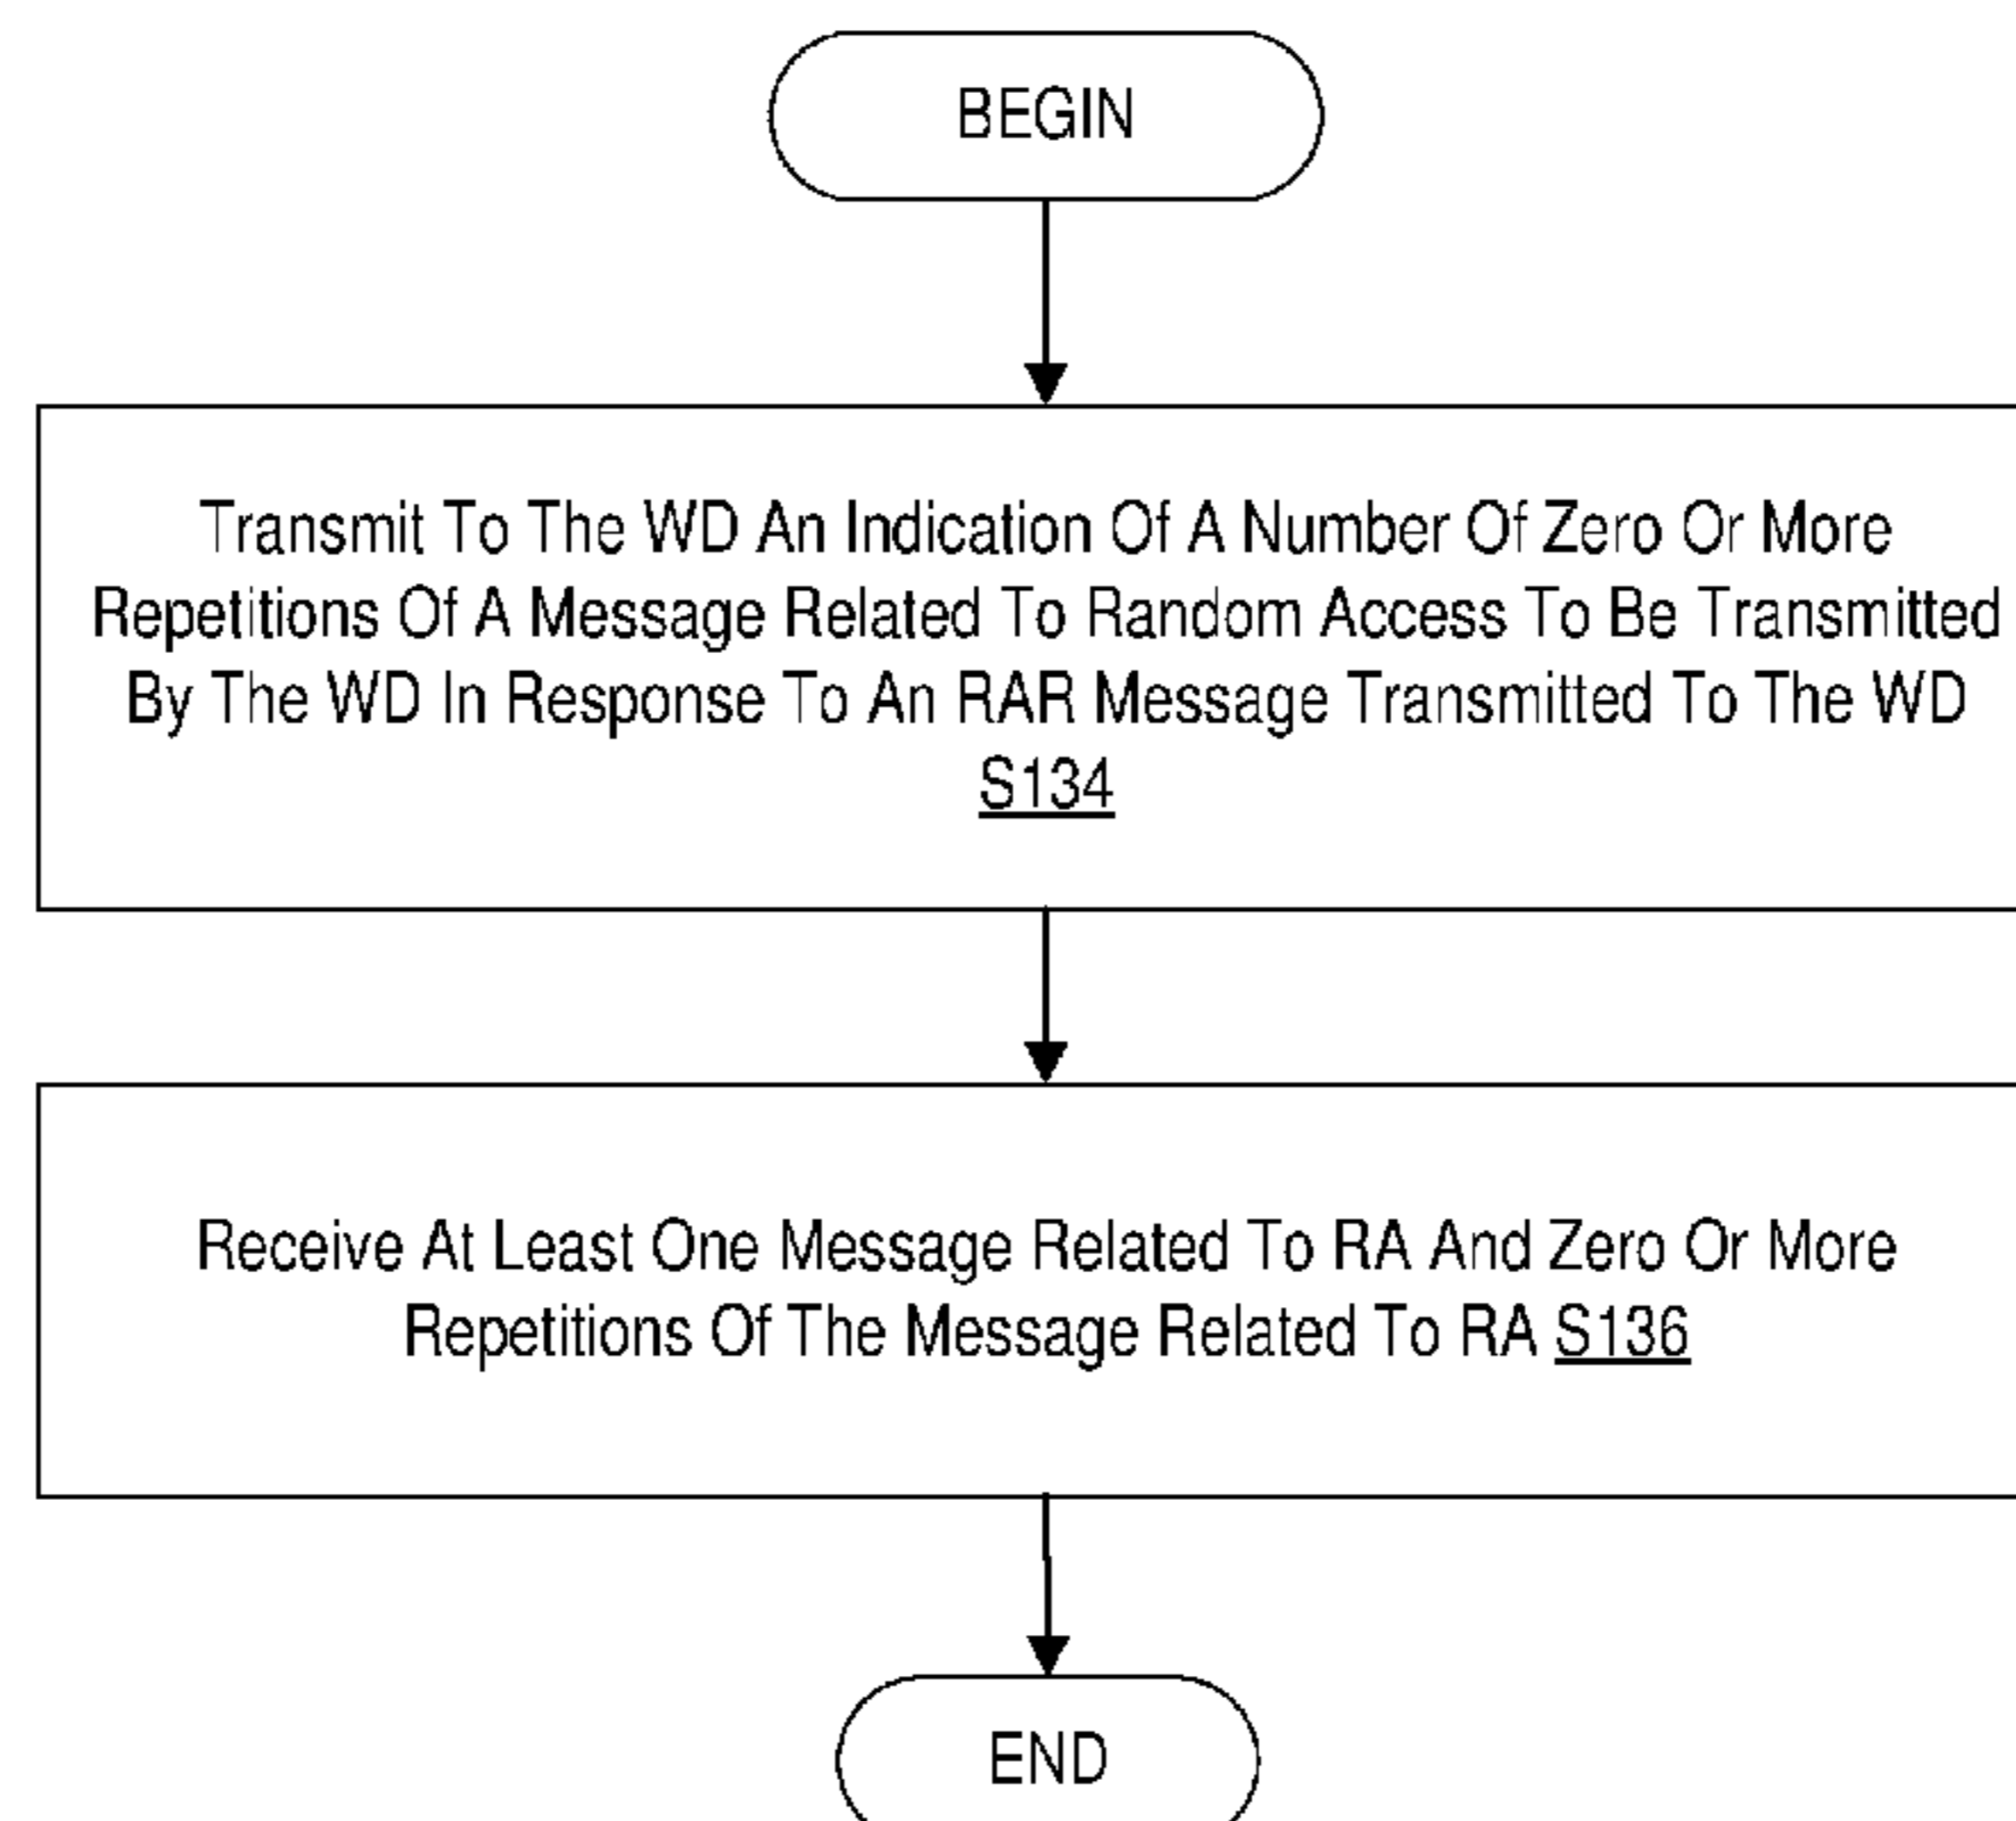 BEGIN
Transmit To The WD An Indication Of A Number Of Zero Or More
Repetitions Of A Message Related To Random Access To Be Transmitted
By The WD In Response To An RAR Message Transmitted To The WD
S134
Receive At Least One Message Related To RA And Zero Or More
Repetitions Of The Message Related To RA S136
END